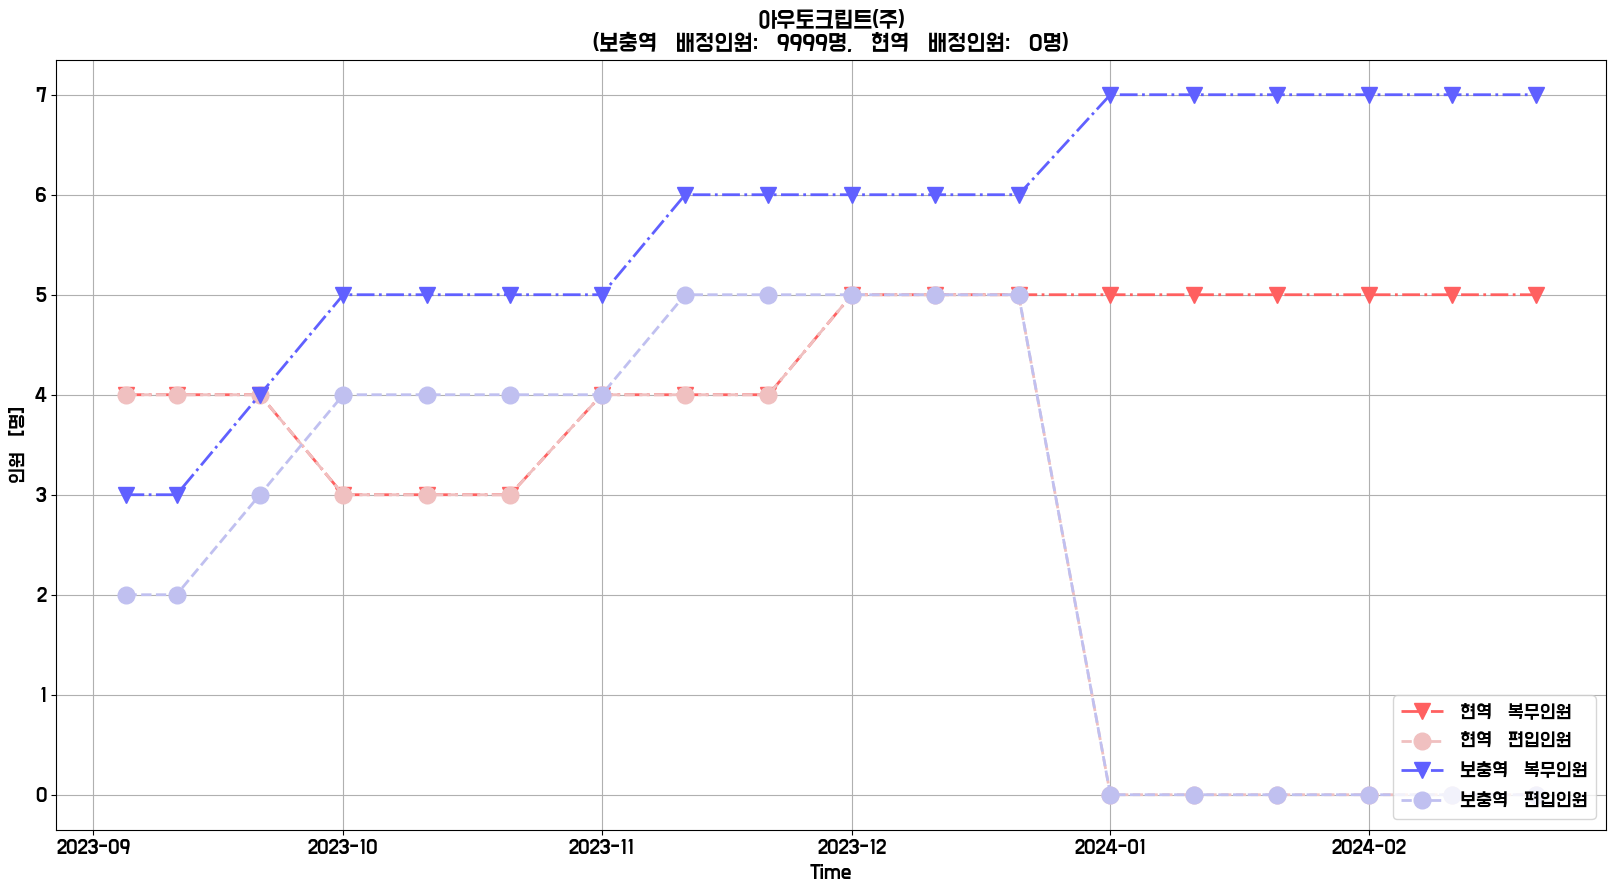 아우토크립트(주)
(보충역 배정인원: 9999명, 현역 배정인원: 0명)
7
6
5
4
3
2
1
0
인원 [명]
2023-09 2023-10 2023-11 2023-12 2024-01 2024-02
Time
현역 복무인원
현역 편입인원
보충역 복무인원
보충역 편입인원